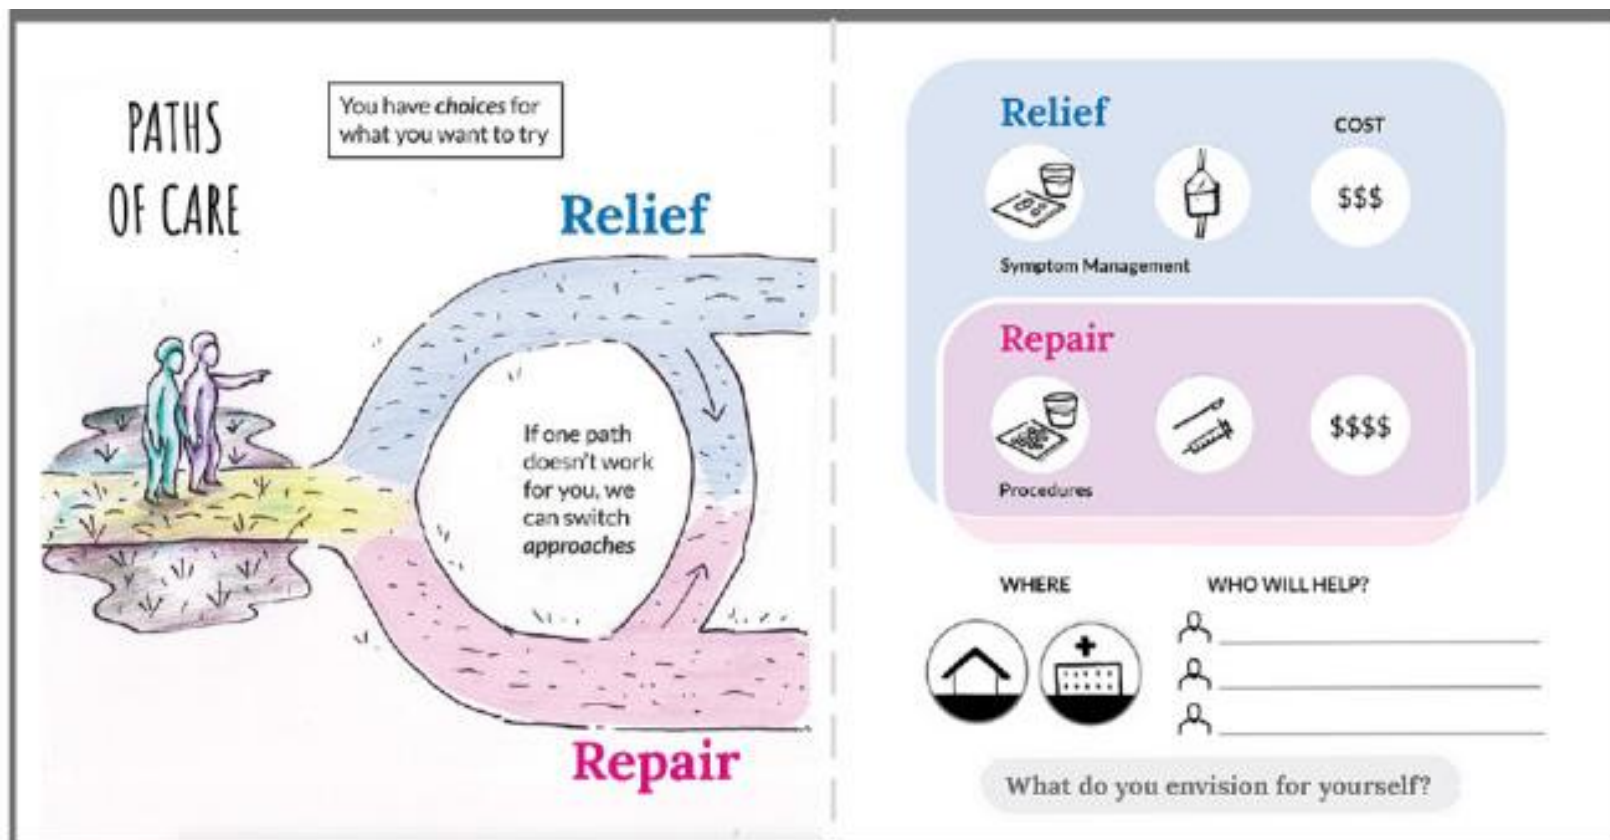 PATHS
OF CARE
You have choices for
what you want to try
Relief
If one path
doesn't work
for you, we
can switch
approaches
Repair
Relief
COST
$$$
Symptom Management
Repair
$$$$
Procedures
WHERE
WHO WILL HELP?
What do you envision for yourself?